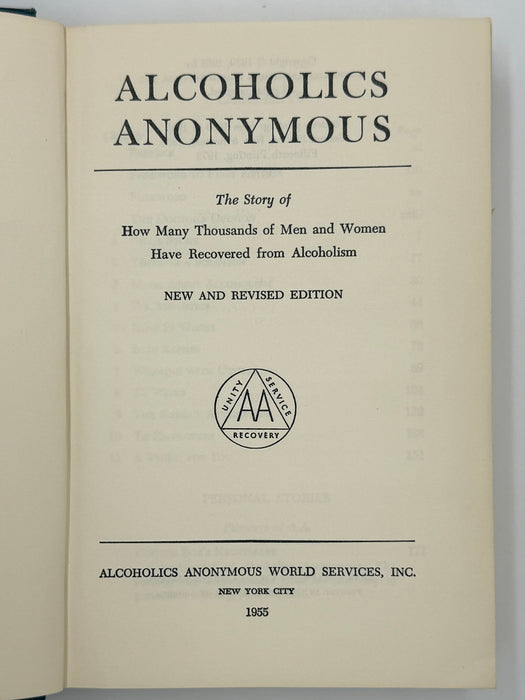 ALCOHOLICS
ANONYMOUS
The Story of
How Many Thousands of Men and Women
Have Recovered from Alcoholism
NEW AND REVISED EDITION
UNITY
SERVICE
AA
RECOVERY
ALCOHOLICS ANONYMOUS WORLD SERVICES, INC.
NEW YORK CITY
1955